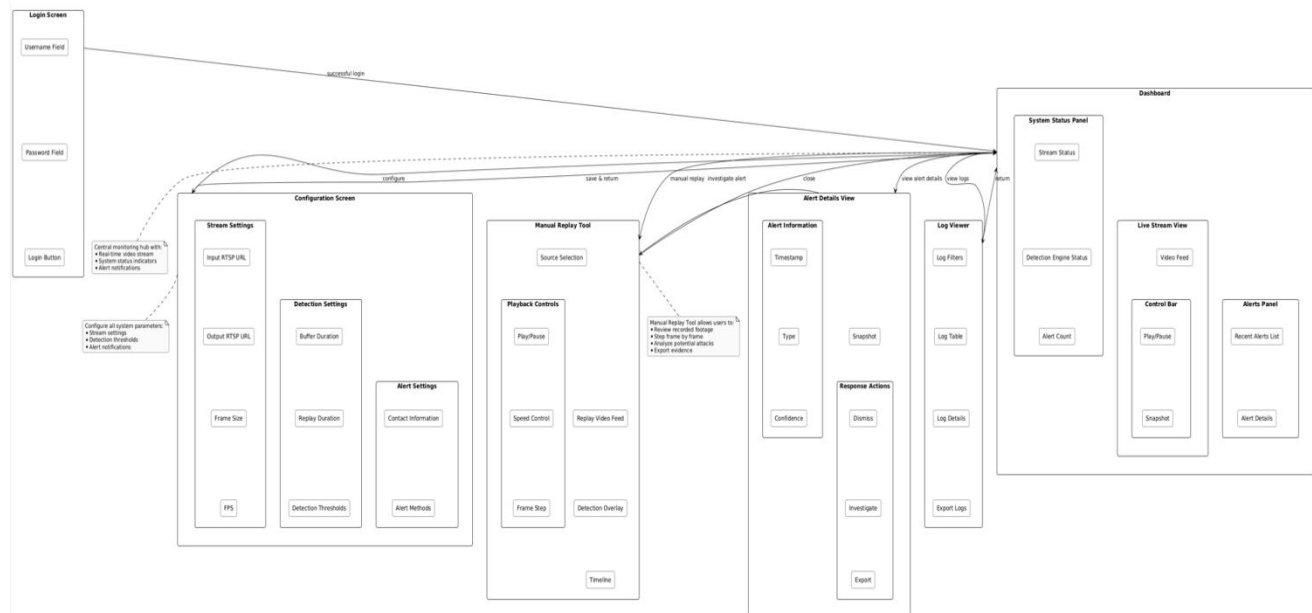 Login Screen
Username Field
Password Field
Login Button
successful login
configure
save & return
manual replay
investigate alert
close
view alert details
view logs
return
Central monitoring hub with:
• Real-time video stream
• System status indicators
• Alert notifications
Configure all system parameters:
• Stream settings
• Detection thresholds
• Alert notifications
Configuration Screen
Stream Settings
Input RTSP URL
Output RTSP URL
Frame Size
FPS
Detection Settings
Buffer Duration
Replay Duration
Detection Thresholds
Alert Settings
Contact Information
Alert Methods
Manual Replay Tool
Source Selection
Playback Controls
Play/Pause
Speed Control
Frame Step
Replay Video Feed
Detection Overlay
Timeline
Manual Replay Tool allows users to:
• Review recorded footage
• Step frame by frame
• Analyze potential attacks
• Export evidence
Alert Details View
Alert Information
Timestamp
Type
Confidence
Snapshot
Response Actions
Dismiss
Investigate
Export
Log Viewer
Log Filters
Log Table
Log Details
Export Logs
Dashboard
System Status Panel
Stream Status
Detection Engine Status
Alert Count
Live Stream View
Video Feed
Control Bar
Play/Pause
Snapshot
Alerts Panel
Recent Alerts List
Alert Details